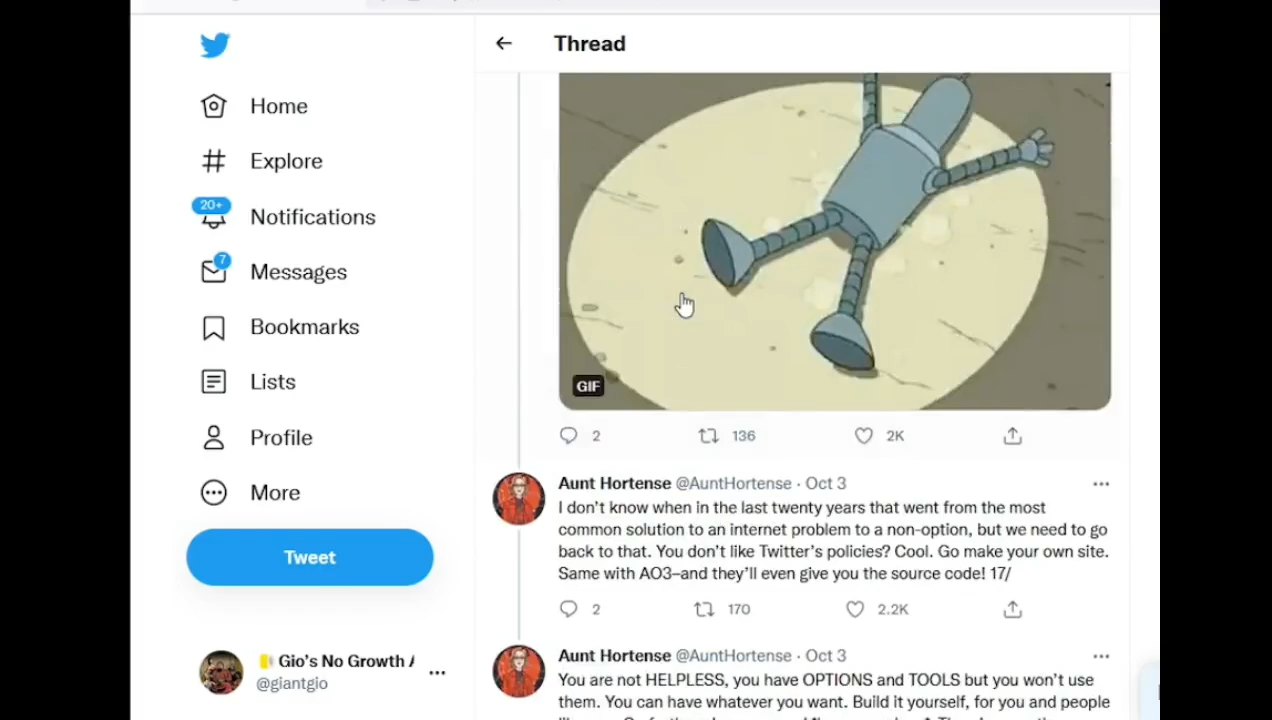 Thread
Home
Explore
20+
Notifications
7
Messages
Bookmarks
Lists
Profile
More
Tweet
Gio's No Growth
@giantgio
GIF
2 136 2K
Aunt Hortense @AuntHortense · Oct 3
I don't know when in the last twenty years that went from the most
common solution to an internet problem to a non-option, but we need to go
back to that. You don't like Twitter's policies? Cool. Go make your own site.
Same with AO3–and they'll even give you the source code! 17/
2 170 2.2K
Aunt Hortense @AuntHortense · Oct 3
You are not HELPLESS, you have OPTIONS and TOOLS but you won't use
them. You can have whatever you want. Build it yourself, for you and people